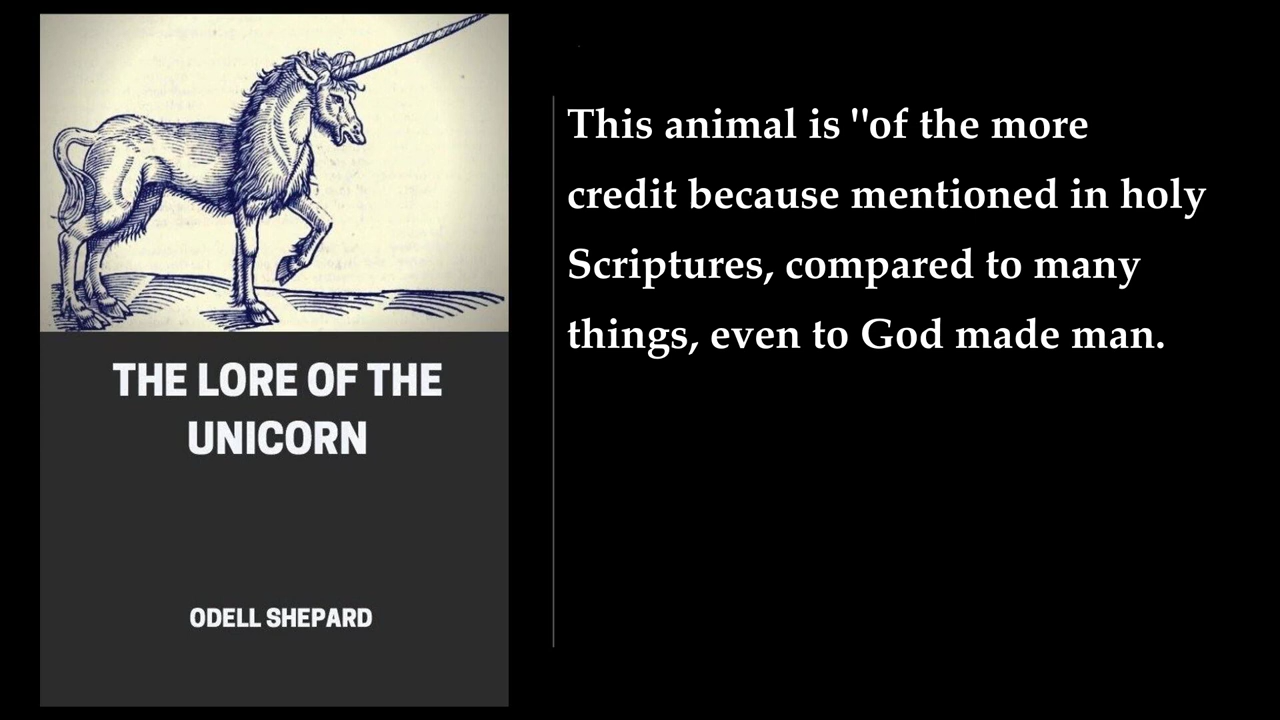 THE LORE OF THE
UNICORN
ODELL SHEPARD
This animal is "of the more
credit because mentioned in holy
Scriptures, compared to many
things, even to God made man.